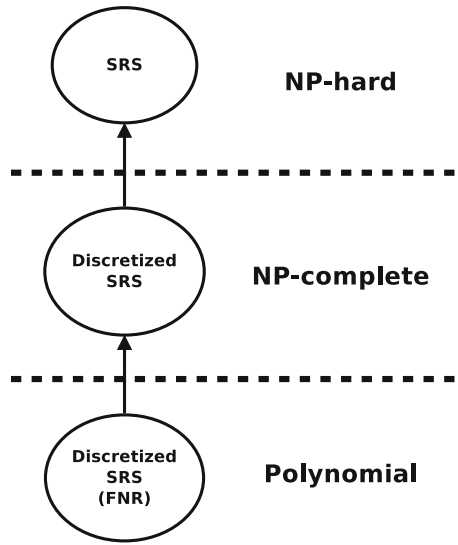 SRS
NP-hard
Discretized
SRS
NP-complete
Discretized
SRS
(FNR)
Polynomial